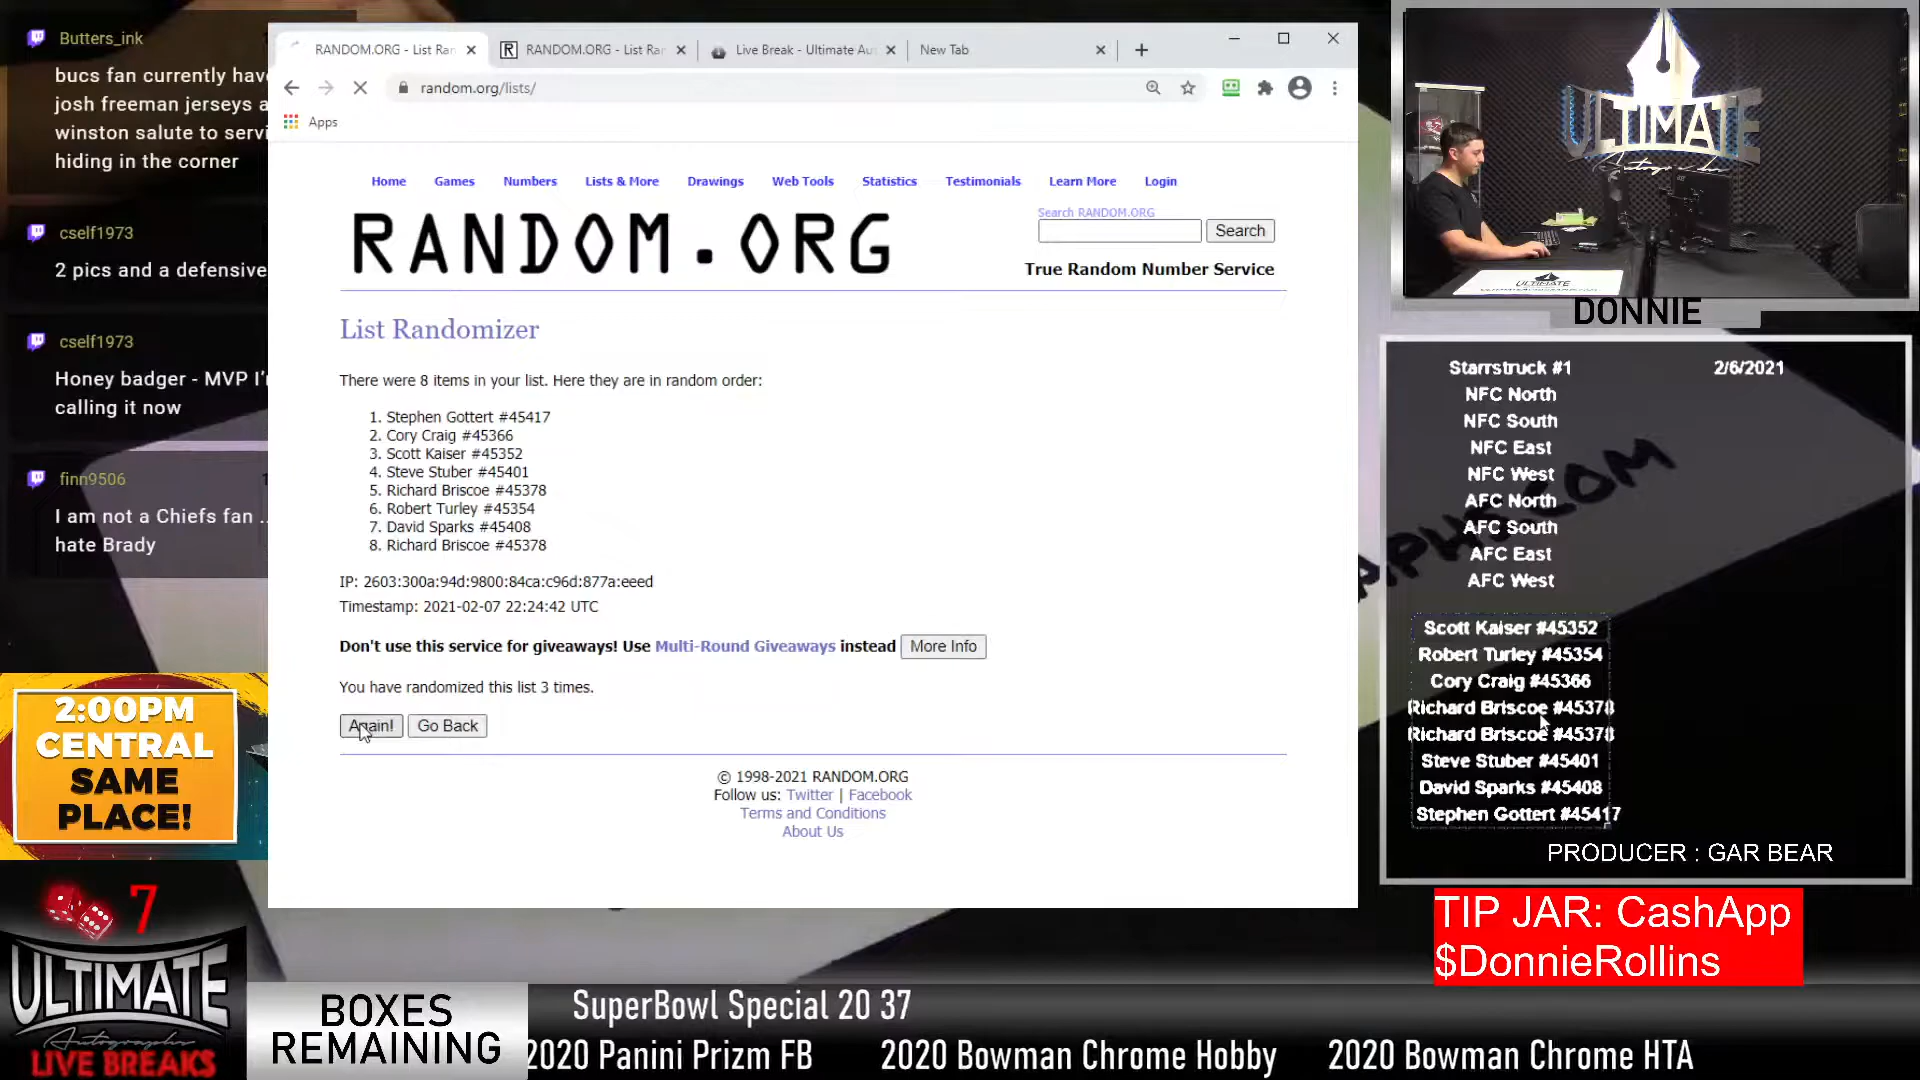 Butters_ink
bucs fan currently have
josh freeman jerseys a
winston salute to servi
hiding in the corner
cself1973
2 pics and a defensive
cself1973
Honey badger - MVP I'
calling it now
finn9506
I am not a Chiefs fan ..
hate Brady
2:00PM
CENTRAL
SAME
PLACE!
7
ULTIMATE
Autographs
LIVE BREAKS
RANDOM.ORG - List Ran
RANDOM.ORG - List Ran
Live Break - Ultimate Au
New Tab
random.org/lists/
Apps
Home Games Numbers Lists & More Drawings Web Tools Statistics Testimonials Learn More Login
RANDOM.ORG
Search RANDOM.ORG
Search
True Random Number Service
List Randomizer
There were 8 items in your list. Here they are in random order:
1. Stephen Gottert #45417
2. Cory Craig #45366
3. Scott Kaiser #45352
4. Steve Stuber #45401
5. Richard Briscoe #45378
6. Robert Turley #45354
7. David Sparks #45408
8. Richard Briscoe #45378
IP: 2603:300a:94d:9800:84ca:c96d:877a:eeed
Timestamp: 2021-02-07 22:24:42 UTC
Don't use this service for giveaways! Use Multi-Round Giveaways instead More Info
You have randomized this list 3 times.
Again! Go Back
© 1998-2021 RANDOM.ORG
Follow us: Twitter | Facebook
Terms and Conditions
About Us
ULTIMATE
Autographs
ULTIMATE
DONNIE
Starrstruck #1 2/6/2021
NFC North
NFC South
NFC East
NFC West
AFC North
AFC South
AFC East
AFC West
Scott Kaiser #45352
Robert Turley #45354
Cory Craig #45366
Richard Briscoe #45378
Richard Briscoe #45378
Steve Stuber #45401
David Sparks #45408
Stephen Gottert #45417
PRODUCER : GAR BEAR
TIP JAR: CashApp
$DonnieRollins
BOXES
REMAINING
SuperBowl Special 20 37
2020 Panini Prizm FB 2020 Bowman Chrome Hobby 2020 Bowman Chrome HTA